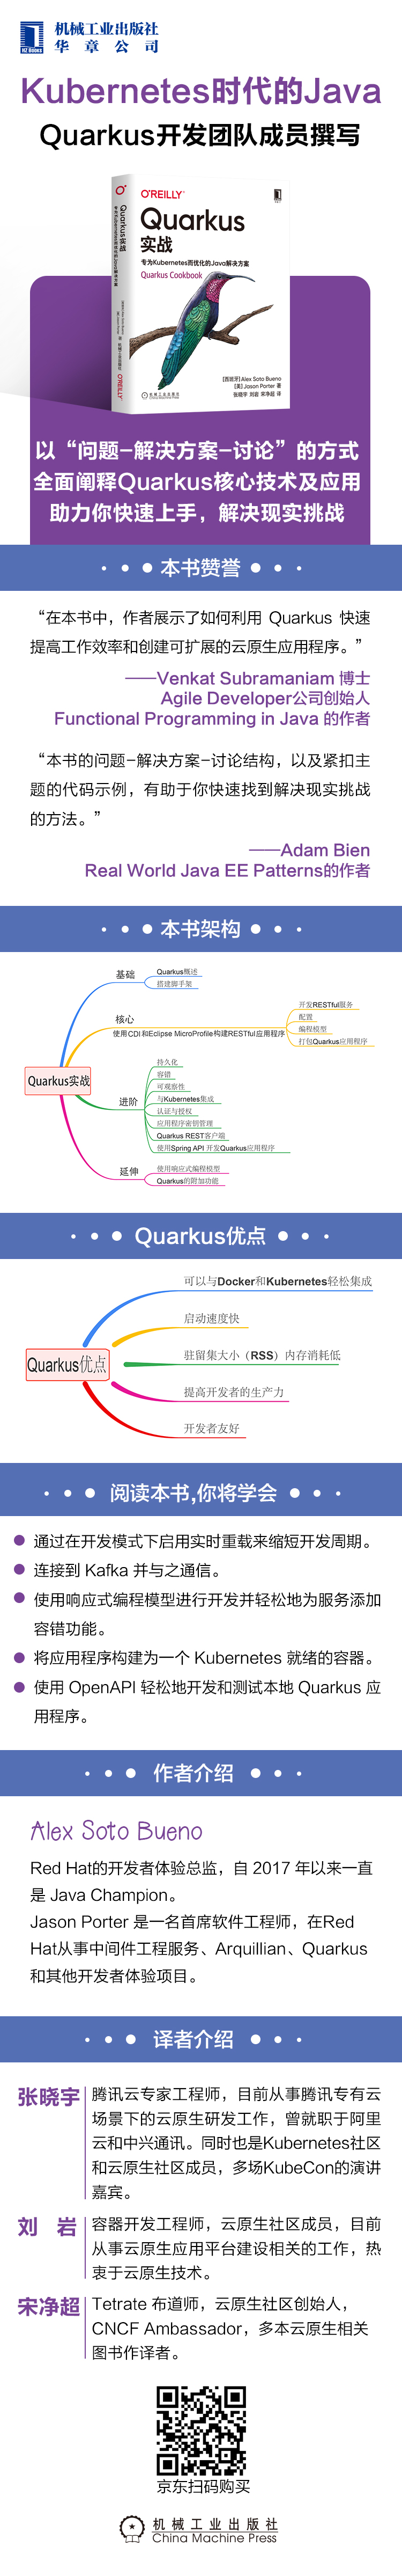 机械工业出版社
华章公司
HZ BOOKS
Kubernetes时代的Java
Quarkus开发团队成员撰写
O'REILLY®
Quarkus
实战
专为Kubernetes而优化的Java解决方案
Quarkus Cookbook
[西班牙] Alex Soto Bueno
[美] Jason Porter 著
张晓宇 刘岩 宋净超 译
机械工业出版社
Quarkus实战
专为Kubernetes而优化的Java解决方案
O'REILLY®
以“问题-解决方案-讨论”的方式
全面阐释Quarkus核心技术及应用
助力你快速上手，解决现实挑战
本书赞誉
“在本书中，作者展示了如何利用 Quarkus 快速
提高工作效率和创建可扩展的云原生应用程序。”
——Venkat Subramaniam 博士
Agile Developer公司创始人
Functional Programming in Java 的作者
“本书的问题-解决方案-讨论结构，以及紧扣主
题的代码示例，有助于你快速找到解决现实挑战
的方法。”
——Adam Bien
Real World Java EE Patterns的作者
本书架构
Quarkus实战
基础
Quarkus概述
搭建脚手架
核心
使用CDI和Eclipse MicroProfile构建RESTful应用程序
开发RESTful服务
配置
编程模型
打包Quarkus应用程序
进阶
持久化
容错
可观察性
与Kubernetes集成
认证与授权
应用程序密钥管理
Quarkus REST客户端
使用Spring API 开发Quarkus应用程序
延伸
使用响应式编程模型
Quarkus的附加功能
Quarkus优点
Quarkus优点
可以与Docker和Kubernetes轻松集成
启动速度快
驻留集大小（RSS）内存消耗低
提高开发者的生产力
开发者友好
阅读本书,你将学会
通过在开发模式下启用实时重载来缩短开发周期。
连接到 Kafka 并与之通信。
使用响应式编程模型进行开发并轻松地为服务添加
容错功能。
将应用程序构建为一个 Kubernetes 就绪的容器。
使用 OpenAPI 轻松地开发和测试本地 Quarkus 应
用程序。
作者介绍
Alex Soto Bueno
Red Hat的开发者体验总监，自 2017 年以来一直
是 Java Champion。
Jason Porter 是一名首席软件工程师，在Red
Hat从事中间件工程服务、Arquillian、Quarkus
和其他开发者体验项目。
译者介绍
张晓宇
腾讯云专家工程师，目前从事腾讯专有云
场景下的云原生研发工作，曾就职于阿里
云和中兴通讯。同时也是Kubernetes社区
和云原生社区成员，多场KubeCon的演讲
嘉宾。
刘 岩
容器开发工程师，云原生社区成员，目前
从事云原生应用平台建设相关的工作，热
衷于云原生技术。
宋净超
Tetrate 布道师，云原生社区创始人，
CNCF Ambassador，多本云原生相关
图书作译者。
京东扫码购买
机械工业出版社
China Machine Press